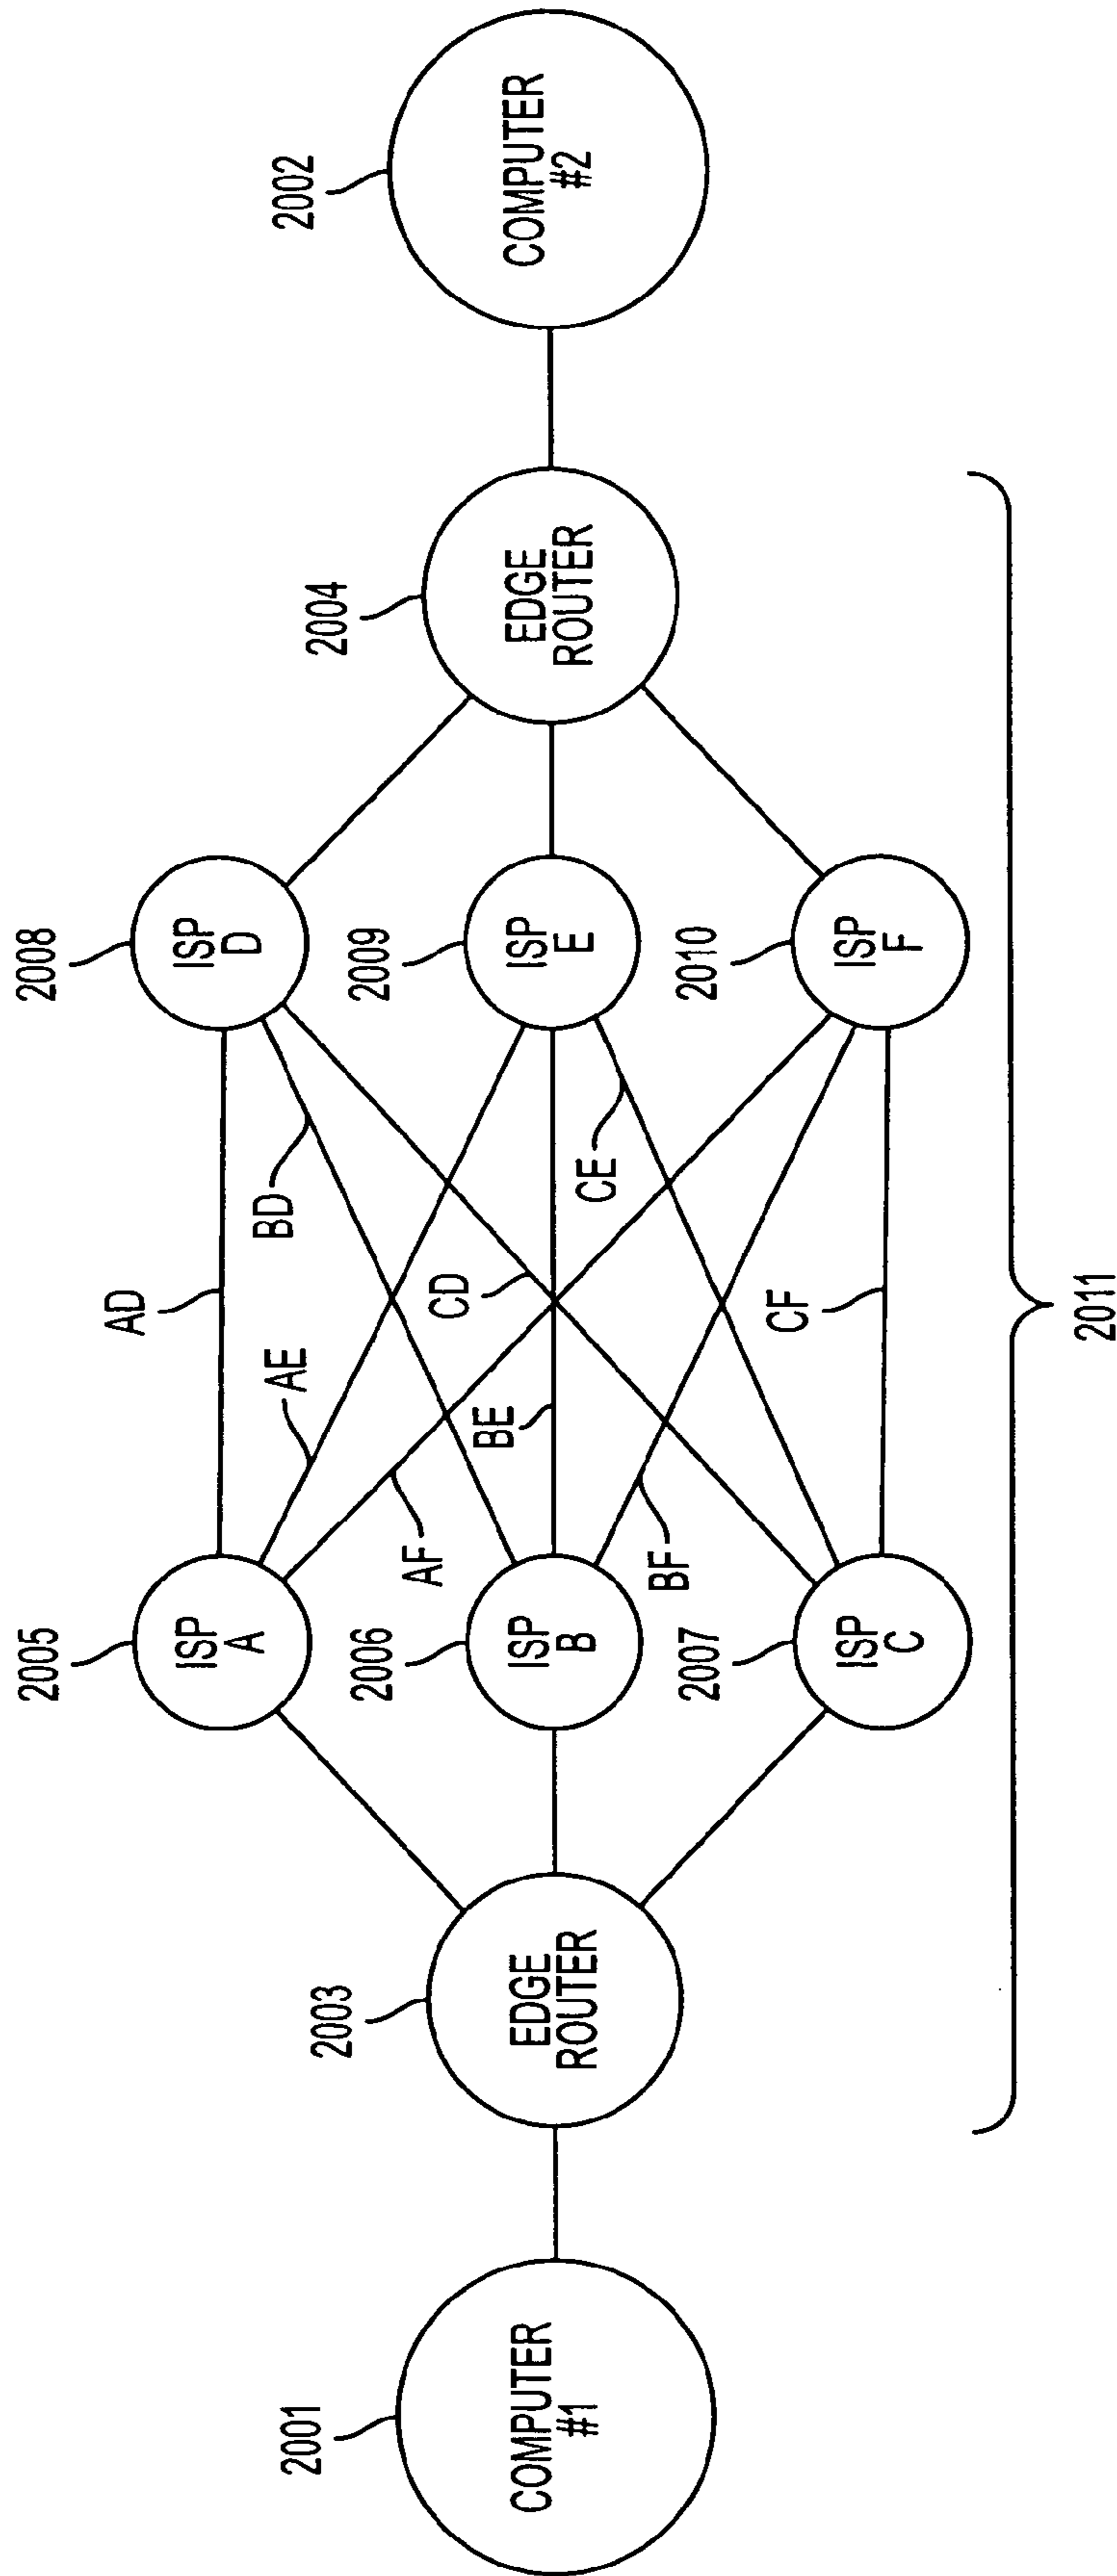 2001
COMPUTER
#1
2003
EDGE
ROUTER
2005
ISP
A
2006
ISP
B
2007
ISP
C
AD
AE
AF
BD
BE
BF
CD
CE
CF
2008
ISP
D
2009
ISP
E
2010
ISP
F
2004
EDGE
ROUTER
2002
COMPUTER
#2
2011